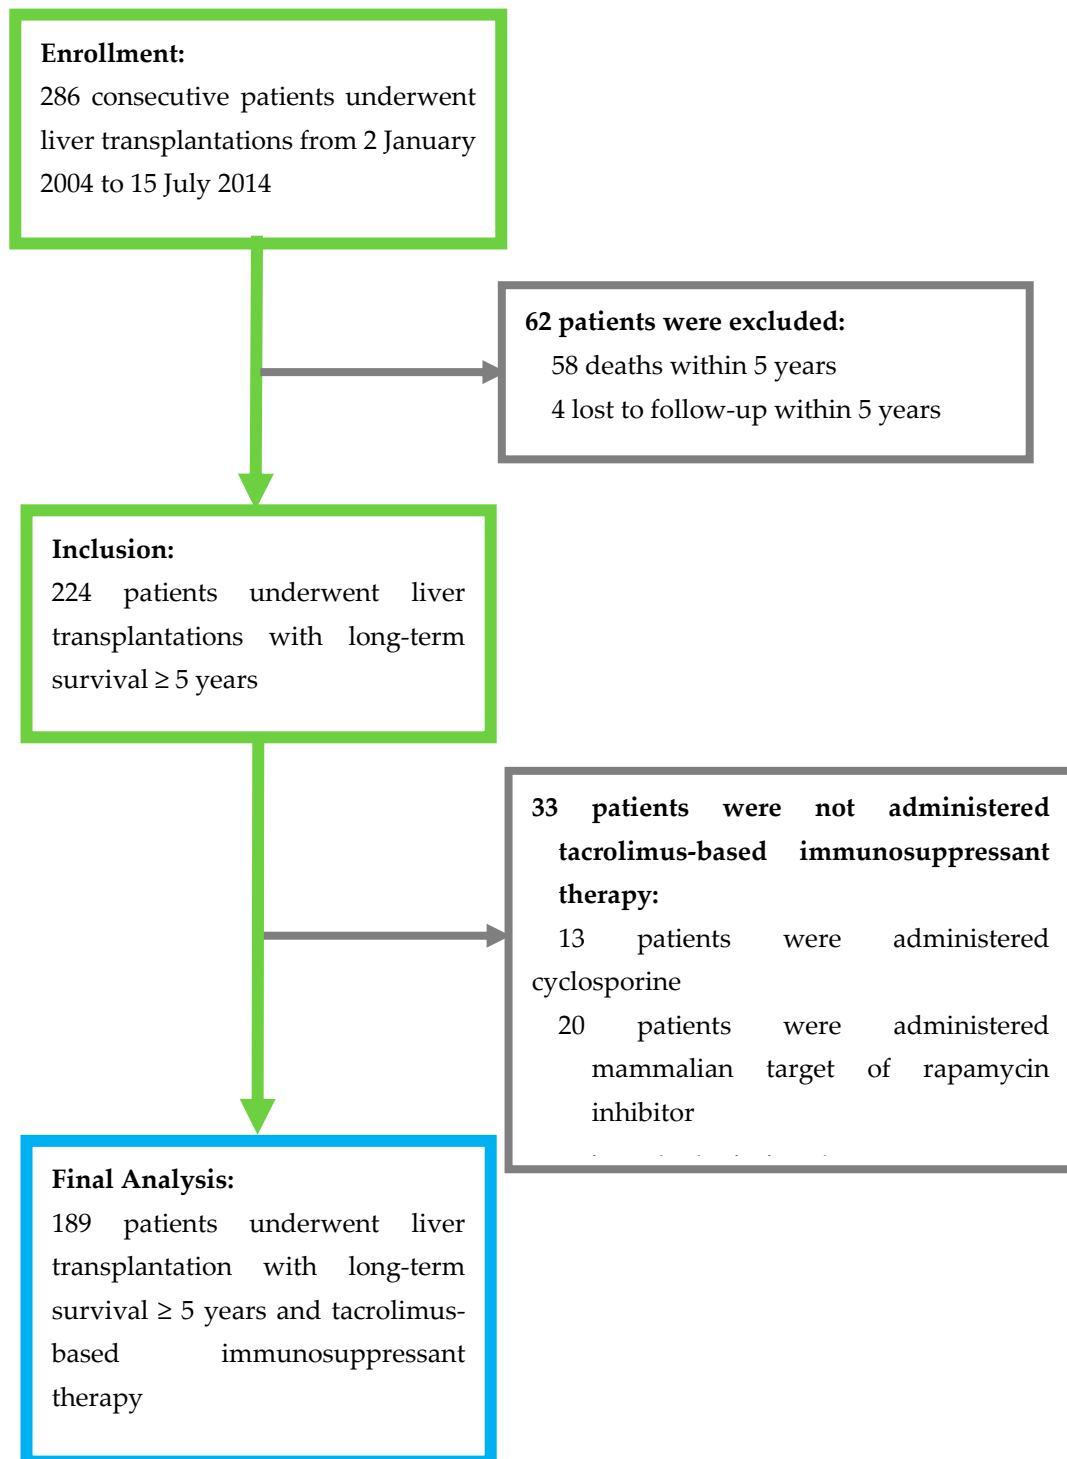 Enrollment:
286 consecutive patients underwent
liver transplantations from 2 January
2004 to 15 July 2014
62 patients were excluded:
58 deaths within 5 years
4 lost to follow-up within 5 years
Inclusion:
224 patients underwent liver
transplantations with long-term
survival ≥ 5 years
33 patients were not administered
tacrolimus-based immunosuppressant
therapy:
13 patients were administered
cyclosporine
20 patients were administered
mammalian target of rapamycin
inhibitor
Final Analysis:
189 patients underwent liver
transplantation with long-term
survival ≥ 5 years and tacrolimus-
based immunosuppressant
therapy